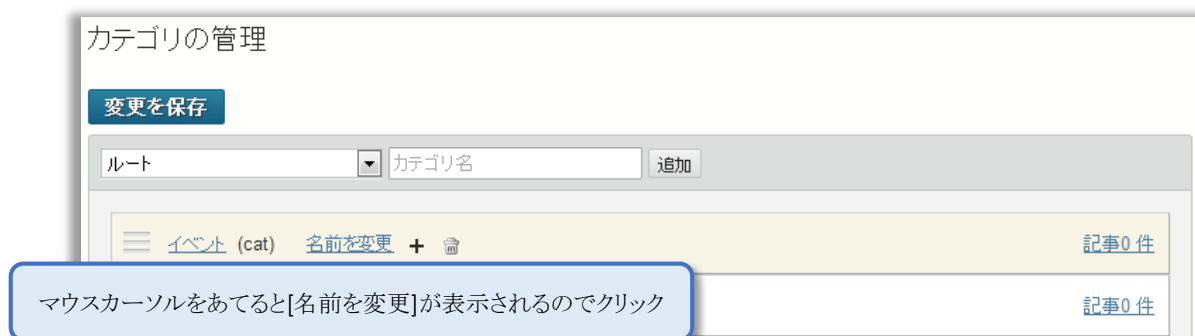 カテゴリの管理
変更を保存
ルート カテゴリ名 追加
イベント (cat) 名前を変更 + 記事0 件
マウスカーソルをあてると[名前を変更]が表示されるのでクリック
記事0 件